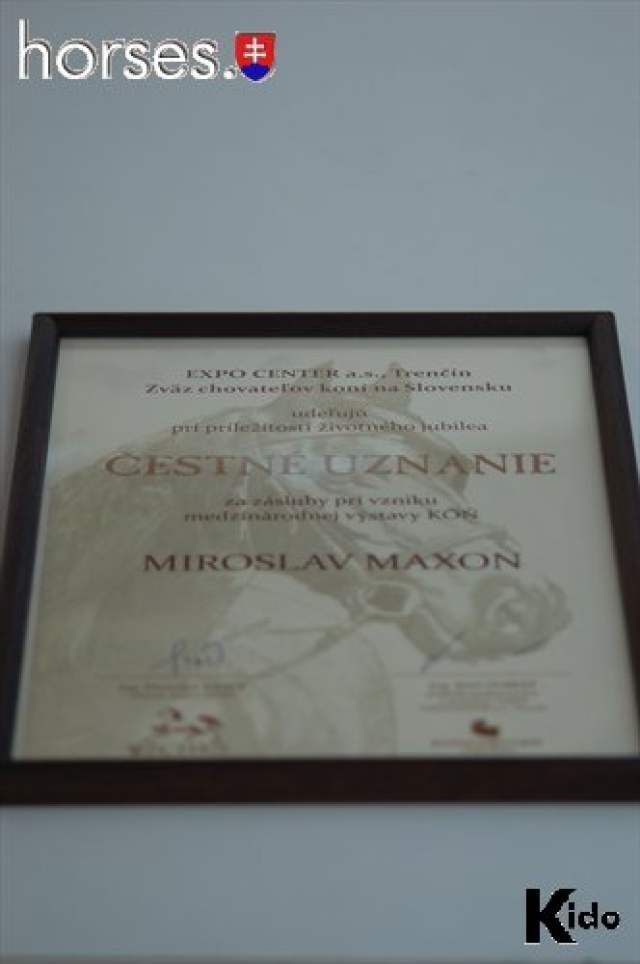 horses.
EXPO CENTER a.s., Trenčín
Zväz chovateľov koní na Slovensku
udeľujú
pri príležitosti životného jubilea
ČESTNÉ UZNANIE
za zásluhy pri vzniku
medzinárodnej výstavy KÔŇ
MIROSLAV MAXON
Kido